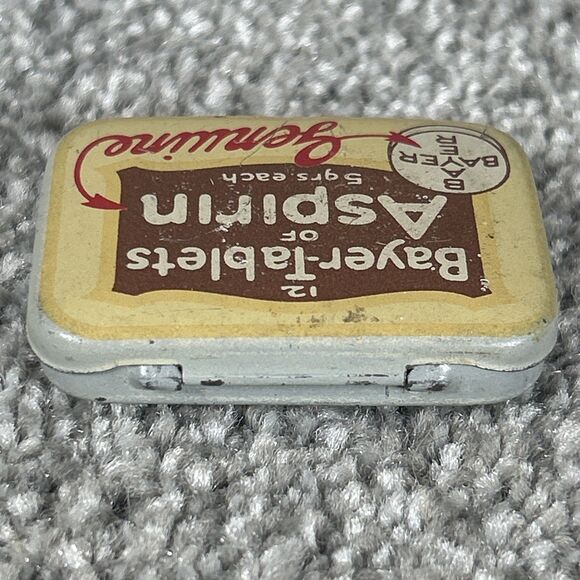 12
Bayer-Tablets
OF
Aspirin
5 grs each
Genuine
BAYER
BAYER